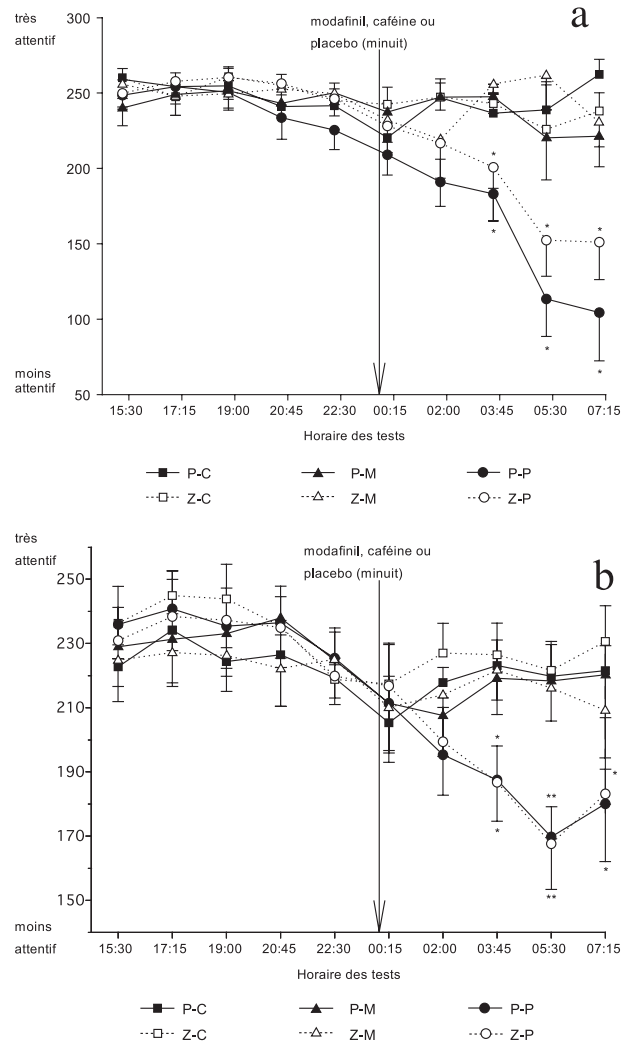 très
attentif
modafinil, caféine ou
placebo (minuit)
a
300
250
200
150
100
50
*
*
* *
* *
moins
attentif
15:30 17:15 19:00 20:45 22:30 00:15 02:00 03:45 05:30 07:15
Horaire des tests
P-C P-M P-P
Z-C Z-M Z-P
très
attentif
modafinil, caféine ou
placebo (minuit)
b
250
230
210
190
170
150
*
*
** *
** *
moins
attentif
15:30 17:15 19:00 20:45 22:30 00:15 02:00 03:45 05:30 07:15
Horaire des tests
P-C P-M P-P
Z-C Z-M Z-P